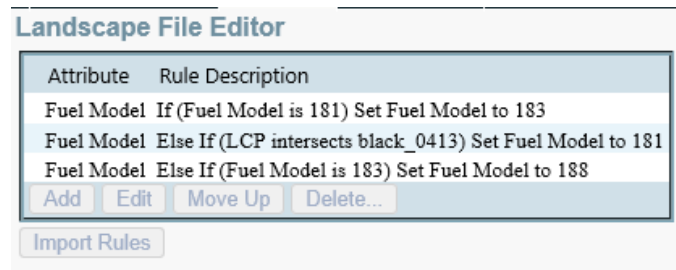 Landscape File Editor
Attribute Rule Description
Fuel Model If (Fuel Model is 181) Set Fuel Model to 183
Fuel Model Else If (LCP intersects black_0413) Set Fuel Model to 181
Fuel Model Else If (Fuel Model is 183) Set Fuel Model to 188
Add Edit Move Up Delete...
Import Rules